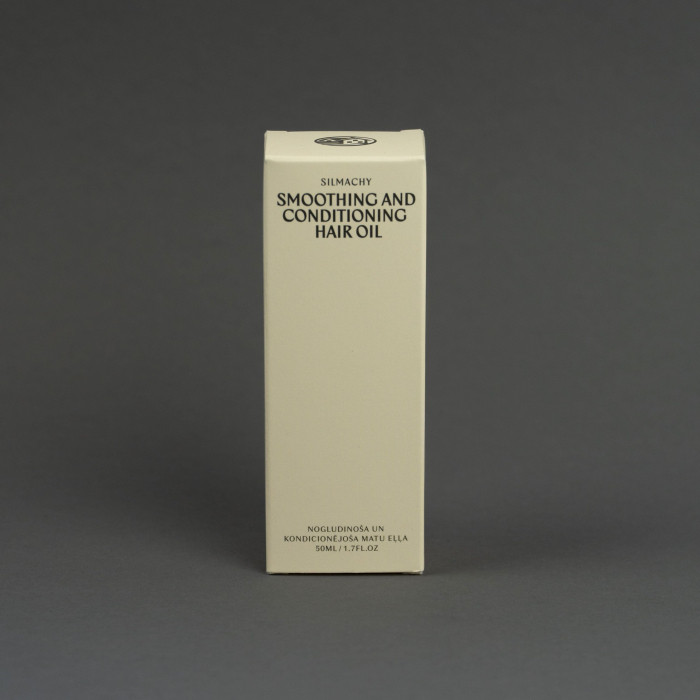 SILMACHY
SMOOTHING AND
CONDITIONING
HAIR OIL
NOGLUDINOŠA UN
KONDICIONĒJOŠA MATU EĻĻA
50ML / 1.7FL.OZ